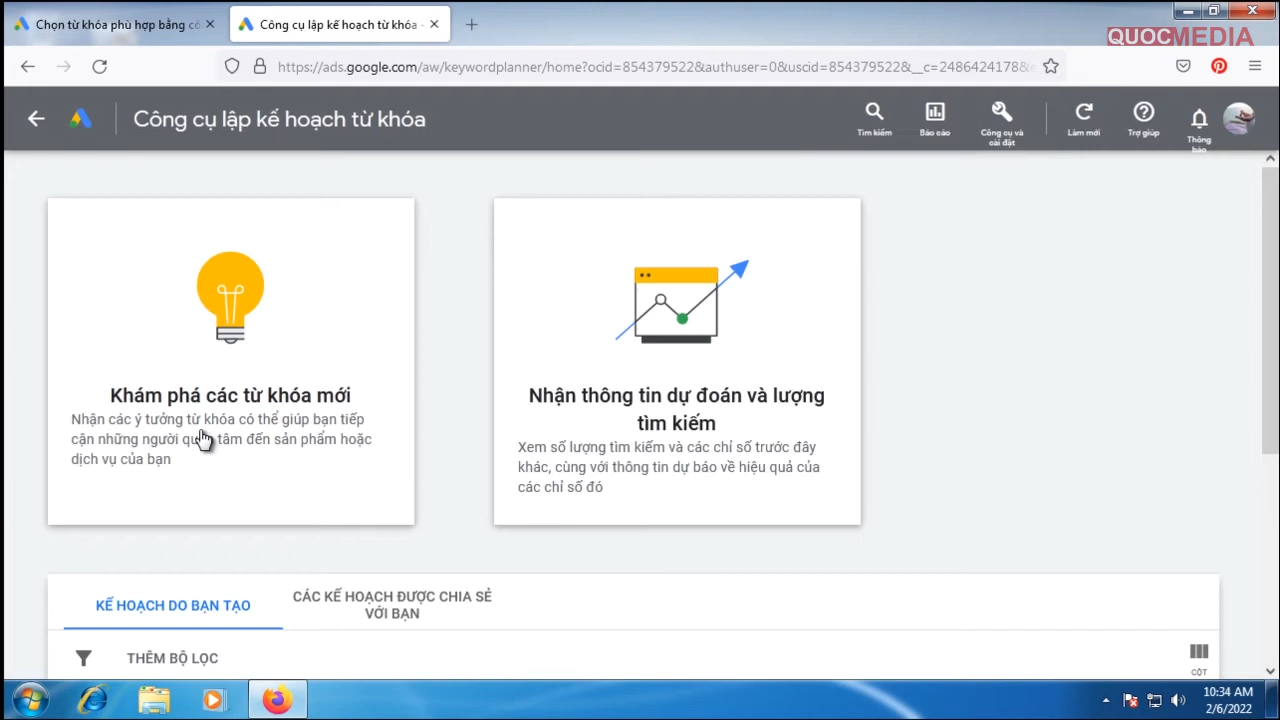 Chọn từ khóa phù hợp bằng cô
Công cụ lập kế hoạch từ khóa -
QUOCMEDIA
https://ads.google.com/aw/keywordplanner/home?ocid=854379522&authuser=0&uscid=854379522&__c=2486424178&e
Công cụ lập kế hoạch từ khóa
Tìm kiếm
Báo cáo
Công cụ và
cài đặt
Làm mới
Trợ giúp
Thông
báo
Khám phá các từ khóa mới
Nhận các ý tưởng từ khóa có thể giúp bạn tiếp
cận những người tâm đến sản phẩm hoặc
dịch vụ của bạn
Nhận thông tin dự đoán và lượng
tìm kiếm
Xem số lượng tìm kiếm và các chỉ số trước đây
khác, cùng với thông tin dự báo về hiệu quả của
các chỉ số đó
KẾ HOẠCH DO BẠN TẠO
CÁC KẾ HOẠCH ĐƯỢC CHIA SẺ
VỚI BẠN
THÊM BỘ LỌC
CỘT
10:34 AM
2/6/2022